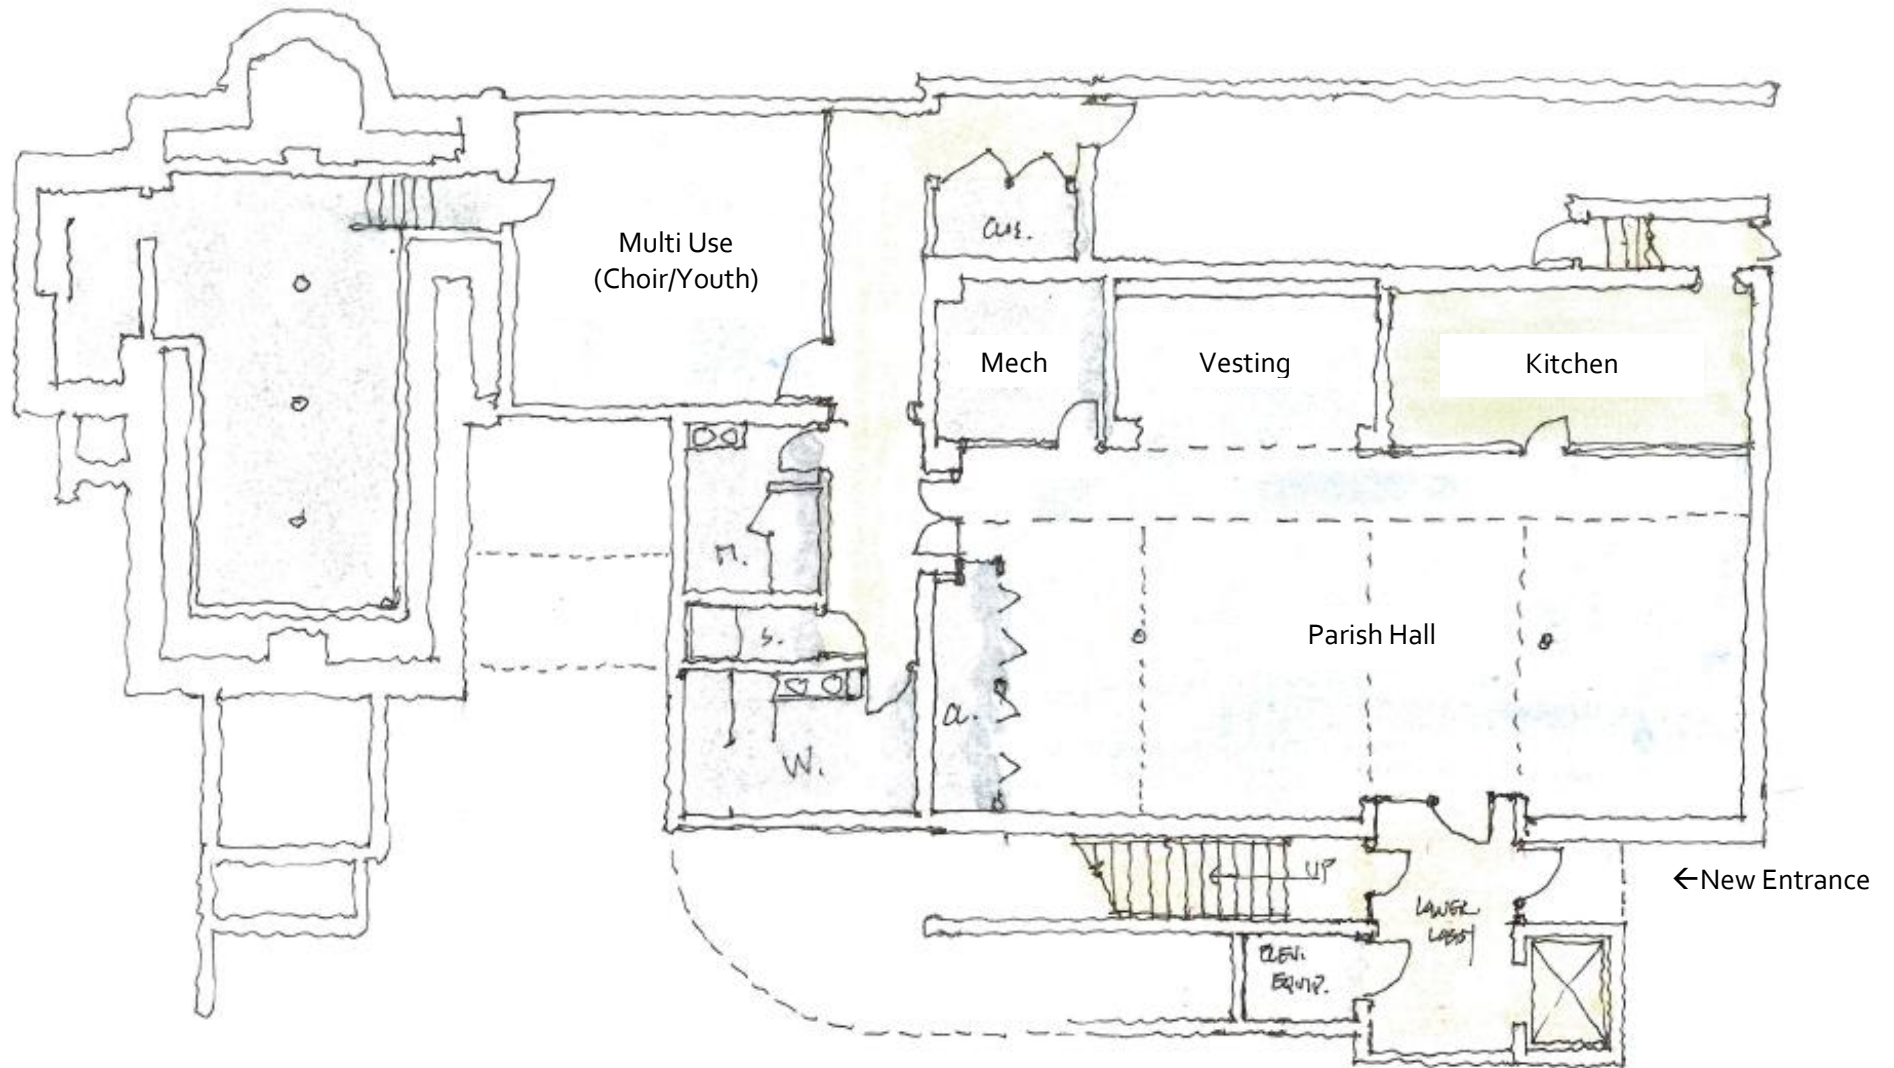 Multi Use
(Choir/Youth)
Mech
Vesting
Kitchen
M.
S.
Parish Hall
W.
UP
←New Entrance
LOWER
LOBBY
ELEV.
EQUIP.